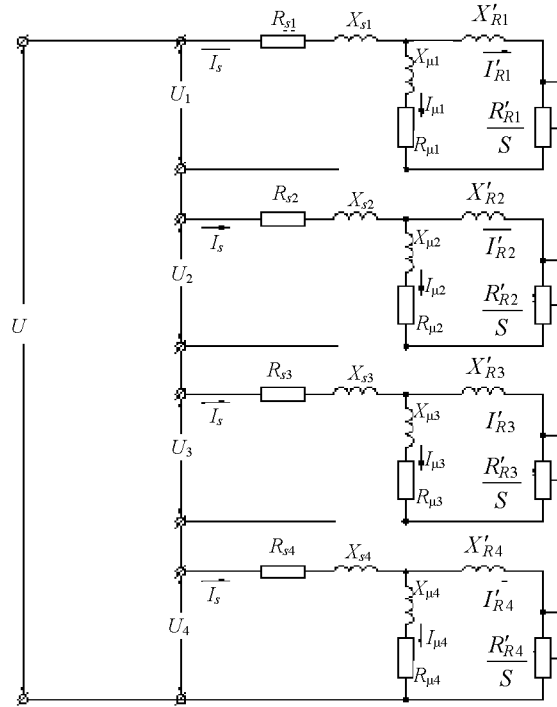 R_s1 X_s1 X′_R1
I_s X_μ1 I′_R1
U_1 I_μ1 R′_R1/S
R_μ1
R_s2 X_s2 X′_R2
I_s X_μ2 I′_R2
U_2 I_μ2 R′_R2/S
U R_μ2
R_s3 X_s3 X′_R3
I_s X_μ3 I′_R3
U_3 I_μ3 R′_R3/S
R_μ3
R_s4 X_s4 X′_R4
I_s X_μ4 I′_R4
U_4 I_μ4 R′_R4/S
R_μ4